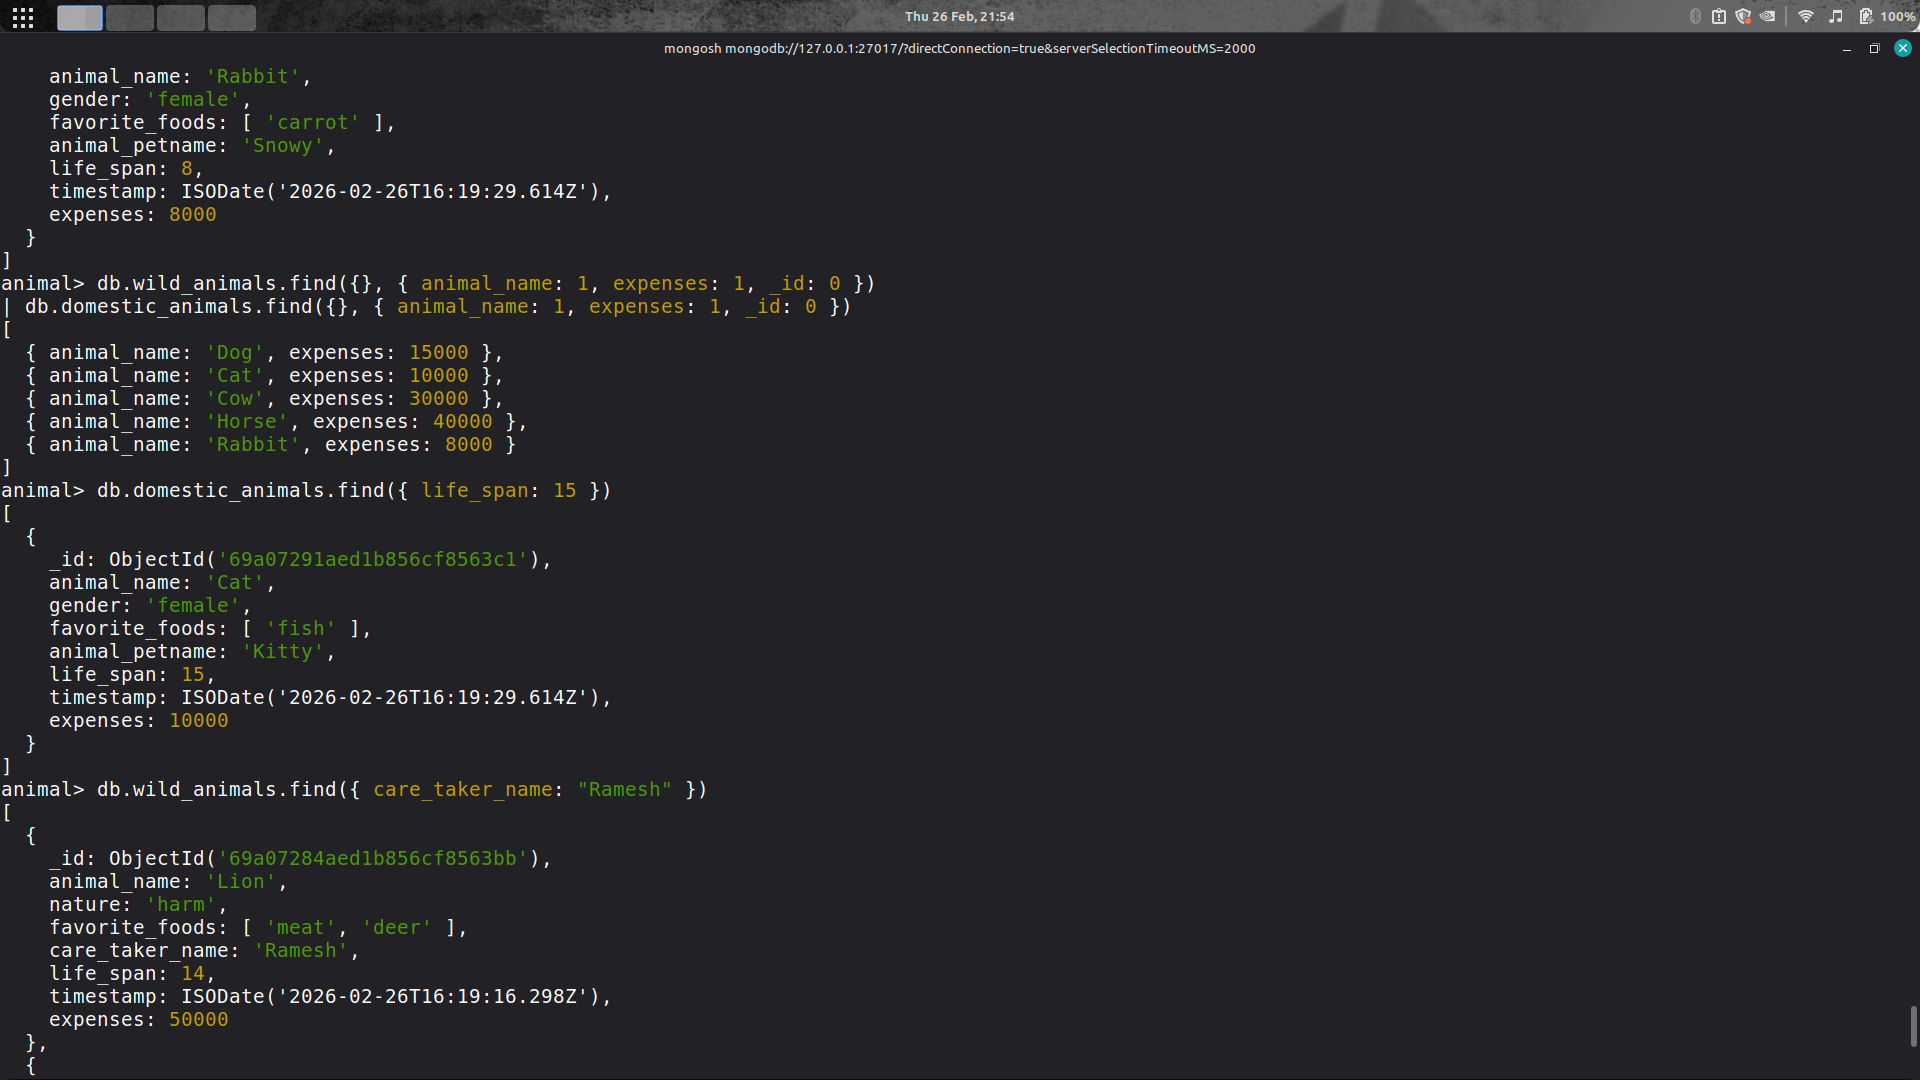 Thu 26 Feb, 21:54
100%
mongosh mongodb://127.0.0.1:27017/?directConnection=true&serverSelectionTimeoutMS=2000
    animal_name: 'Rabbit',
    gender: 'female',
    favorite_foods: [ 'carrot' ],
    animal_petname: 'Snowy',
    life_span: 8,
    timestamp: ISODate('2026-02-26T16:19:29.614Z'),
    expenses: 8000
  }
]
animal> db.wild_animals.find({}, { animal_name: 1, expenses: 1, _id: 0 })
| db.domestic_animals.find({}, { animal_name: 1, expenses: 1, _id: 0 })
[
  { animal_name: 'Dog', expenses: 15000 },
  { animal_name: 'Cat', expenses: 10000 },
  { animal_name: 'Cow', expenses: 30000 },
  { animal_name: 'Horse', expenses: 40000 },
  { animal_name: 'Rabbit', expenses: 8000 }
]
animal> db.domestic_animals.find({ life_span: 15 })
[
  {
    _id: ObjectId('69a07291aed1b856cf8563c1'),
    animal_name: 'Cat',
    gender: 'female',
    favorite_foods: [ 'fish' ],
    animal_petname: 'Kitty',
    life_span: 15,
    timestamp: ISODate('2026-02-26T16:19:29.614Z'),
    expenses: 10000
  }
]
animal> db.wild_animals.find({ care_taker_name: "Ramesh" })
[
  {
    _id: ObjectId('69a07284aed1b856cf8563bb'),
    animal_name: 'Lion',
    nature: 'harm',
    favorite_foods: [ 'meat', 'deer' ],
    care_taker_name: 'Ramesh',
    life_span: 14,
    timestamp: ISODate('2026-02-26T16:19:16.298Z'),
    expenses: 50000
  },
  {